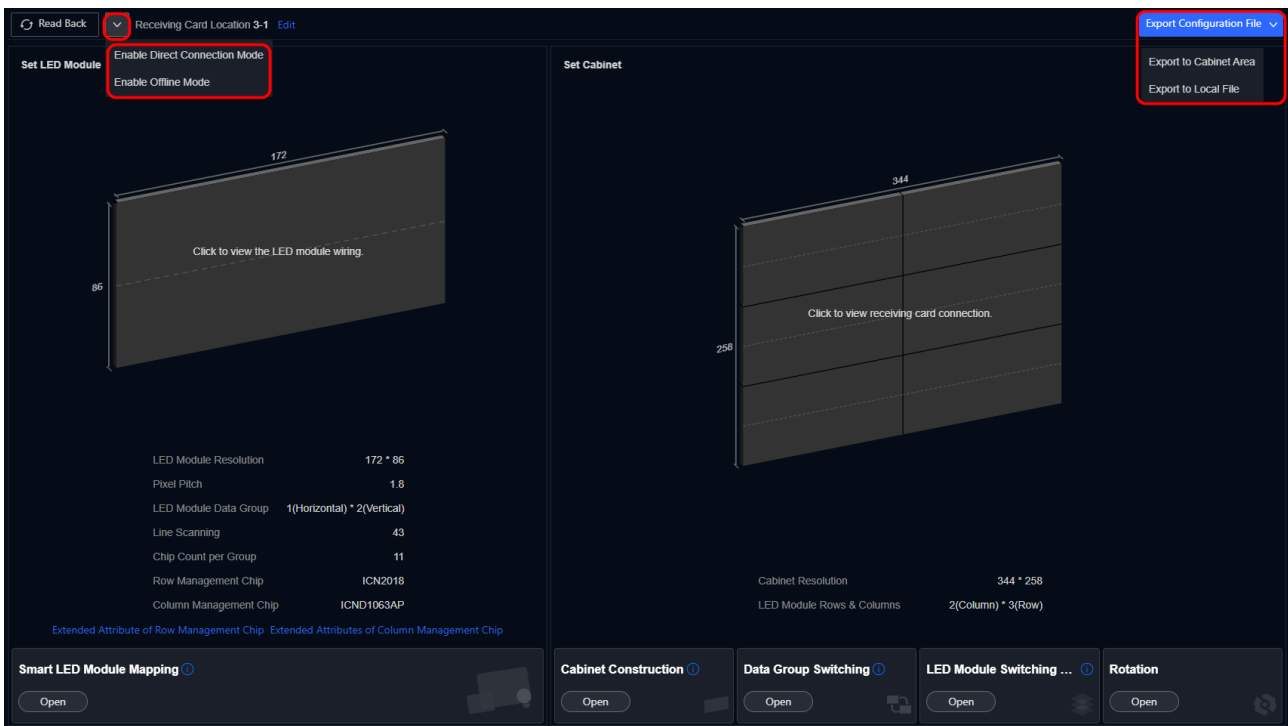 Read Back
Receiving Card Location 3-1 Edit
Export Configuration File
Enable Direct Connection Mode
Enable Offline Mode
Export to Cabinet Area
Export to Local File
Set LED Module
172
86
Click to view the LED module wiring.
LED Module Resolution 172 * 86
Pixel Pitch 1.8
LED Module Data Group 1(Horizontal) * 2(Vertical)
Line Scanning 43
Chip Count per Group 11
Row Management Chip ICN2018
Column Management Chip ICND1063AP
Extended Attribute of Row Management Chip Extended Attributes of Column Management Chip
Set Cabinet
344
258
Click to view receiving card connection.
Cabinet Resolution 344 * 258
LED Module Rows & Columns 2(Column) * 3(Row)
Smart LED Module Mapping
Open
Cabinet Construction
Open
Data Group Switching
Open
LED Module Switching ...
Open
Rotation
Open